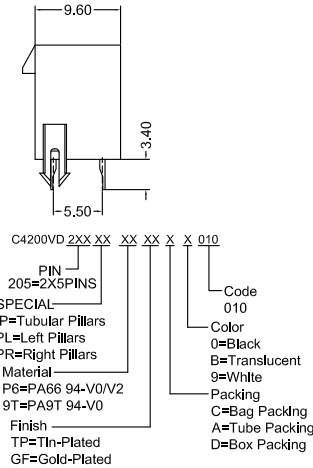 9.60
3.40
5.50
C4200VD 2XX XX XX XX X X 010
PIN
205=2X5PINS
SPECIAL
P=Tubular Pillars
PL=Left Pillars
PR=Right Pillars
Material
P6=PA66 94-V0/V2
9T=PA9T 94-V0
Finish
TP=Tin-Plated
GF=Gold-Plated
Code
010
Color
0=Black
B=Translucent
9=White
Packing
C=Bag Packing
A=Tube Packing
D=Box Packing